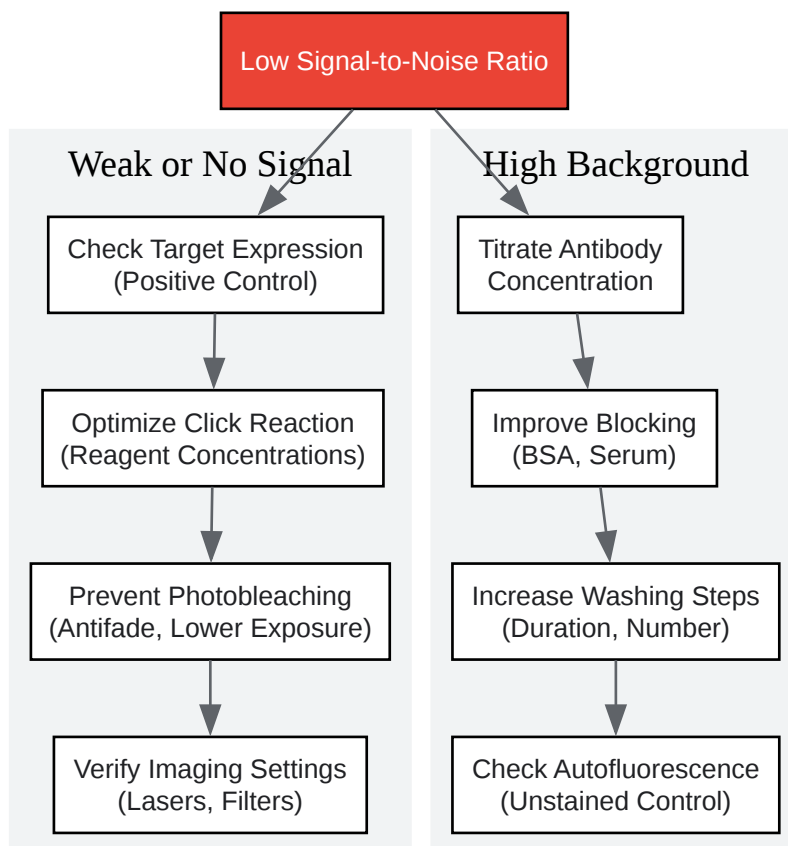 Low Signal-to-Noise Ratio
Weak or No Signal
Check Target Expression
(Positive Control)
Optimize Click Reaction
(Reagent Concentrations)
Prevent Photobleaching
(Antifade, Lower Exposure)
Verify Imaging Settings
(Lasers, Filters)
High Background
Titrate Antibody
Concentration
Improve Blocking
(BSA, Serum)
Increase Washing Steps
(Duration, Number)
Check Autofluorescence
(Unstained Control)